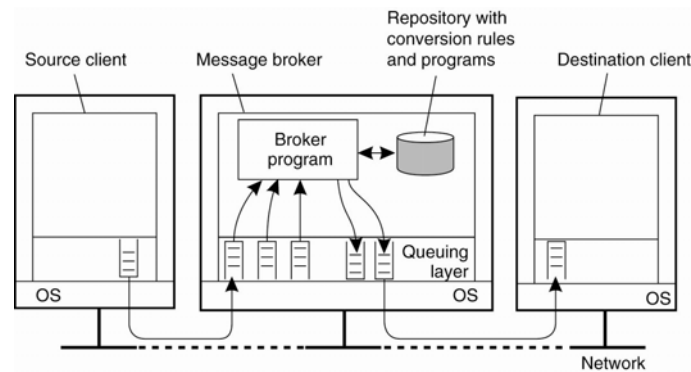 Repository with
conversion rules
and programs
Source client
Message broker
Destination client
Broker
program
Queuing
layer
OS
OS
OS
Network